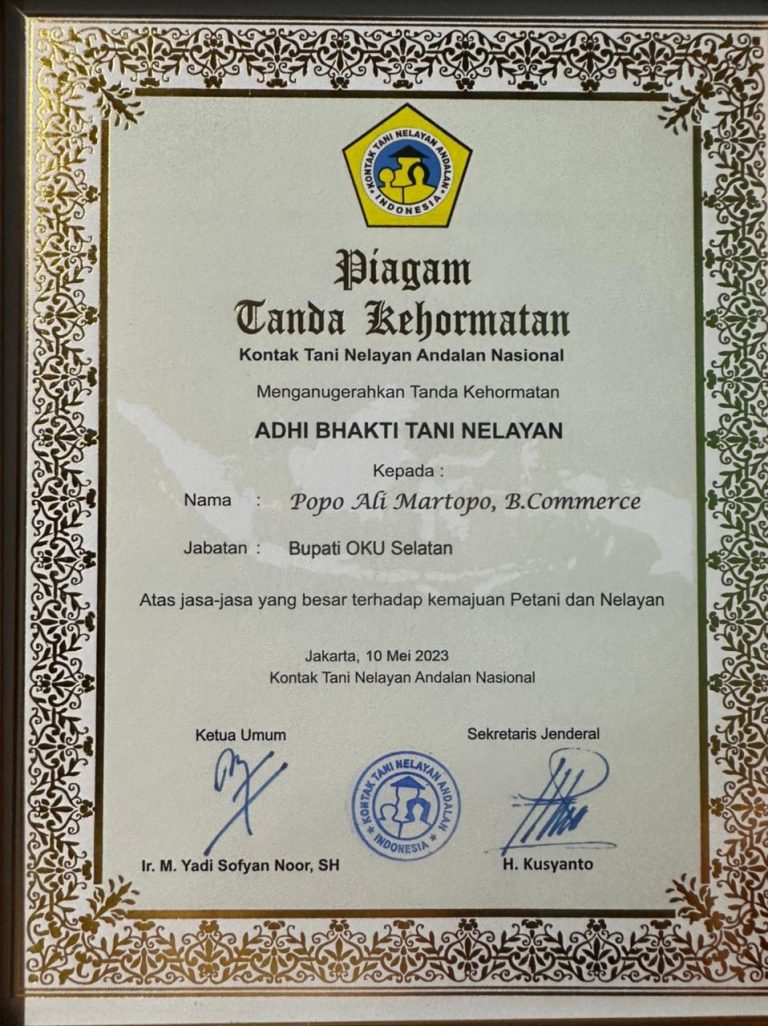 KONTAK TANI NELAYAN ANDALAN
INDONESIA
Piagam
Tanda Kehormatan
Kontak Tani Nelayan Andalan Nasional
Menganugerahkan Tanda Kehormatan
ADHI BHAKTI TANI NELAYAN
Kepada :
Nama : Popo Ali Martopo, B.Commerce
Jabatan : Bupati OKU Selatan
Atas jasa-jasa yang besar terhadap kemajuan Petani dan Nelayan
Jakarta, 10 Mei 2023
Kontak Tani Nelayan Andalan Nasional
Ketua Umum Sekretaris Jenderal
KONTAK TANI NELAYAN ANDALAN
INDONESIA
Ir. M. Yadi Sofyan Noor, SH H. Kusyanto